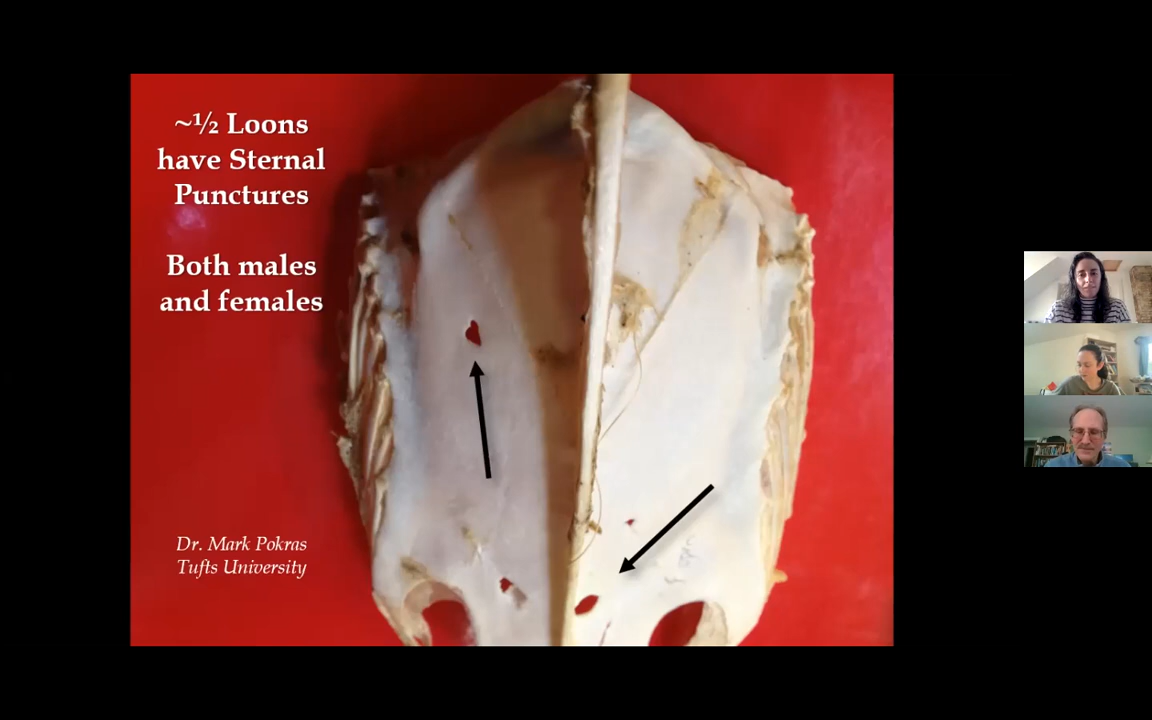 ~½ Loons
have Sternal
Punctures
Both males
and females
Dr. Mark Pokras
Tufts University